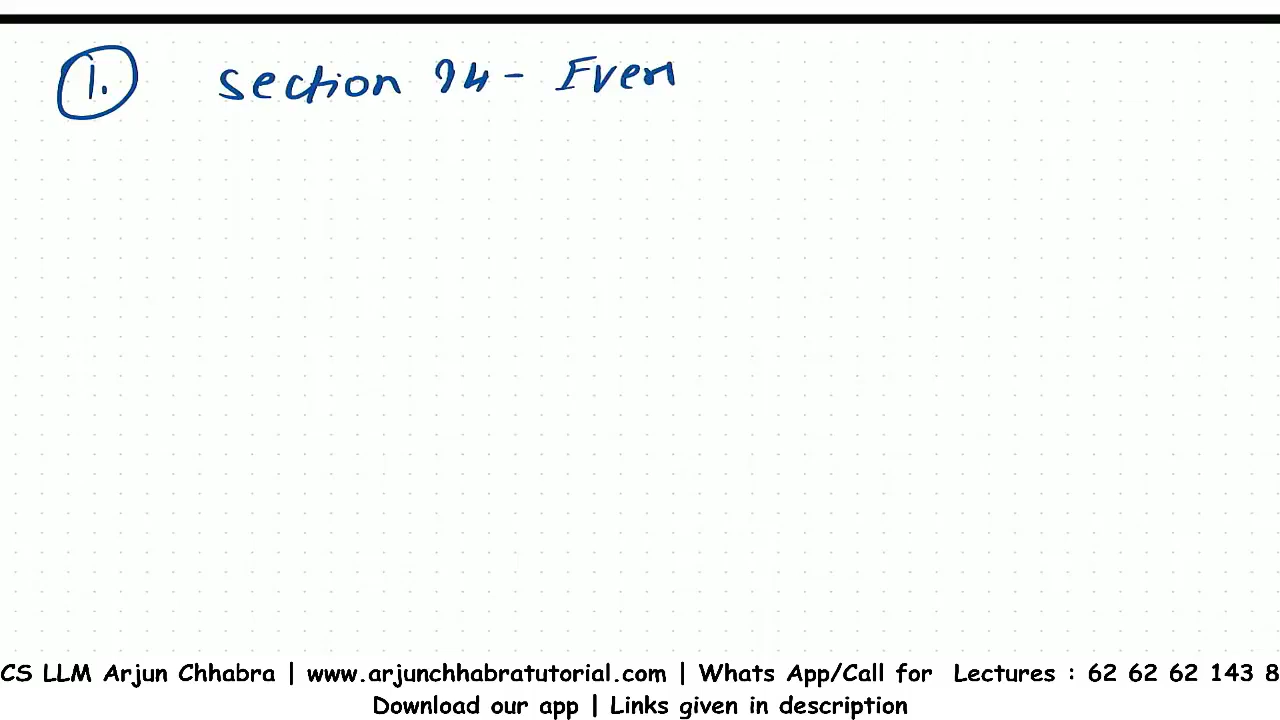 1. Section 94 - Even
CS LLM Arjun Chhabra | www.arjunchhabratutorial.com | Whats App/Call for Lectures : 62 62 62 143 8
Download our app | Links given in description